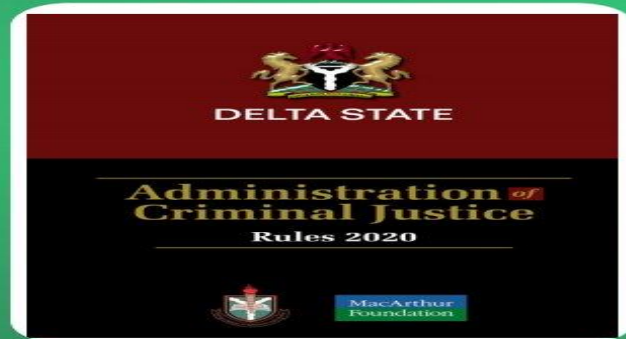 DELTA STATE
Administration of
Criminal Justice
Rules 2020
MacArthur
Foundation